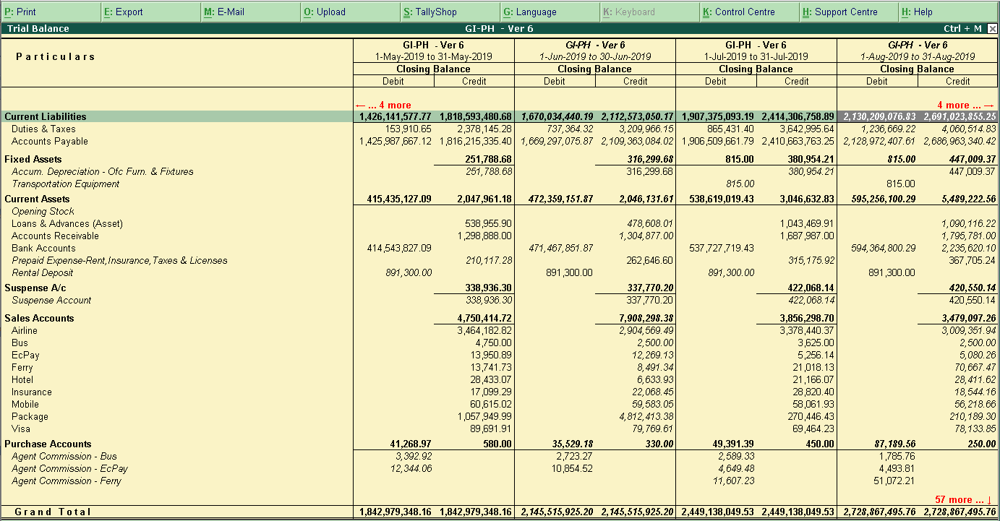 P: Print E: Export M: E-Mail O: Upload S: TallyShop G: Language K: Keyboard K: Control Centre H: Support Centre H: Help
Trial Balance GI-PH - Ver 6 Ctrl + M
GI-PH - Ver 6 GI-PH - Ver 6 GI-PH - Ver 6 GI-PH - Ver 6
Particulars 1-May-2019 to 31-May-2019 1-Jun-2019 to 30-Jun-2019 1-Jul-2019 to 31-Jul-2019 1-Aug-2019 to 31-Aug-2019
Closing Balance Closing Balance Closing Balance Closing Balance
Debit Credit Debit Credit Debit Credit Debit Credit
← ... 4 more 4 more ... →
Current Liabilities 1,426,141,577.77 1,818,593,480.68 1,670,034,440.19 2,112,573,050.17 1,907,375,093.19 2,414,306,758.89 2,130,209,076.83 2,691,023,855.25
Duties & Taxes 153,910.65 2,378,145.28 737,364.32 3,209,966.15 865,431.40 3,642,995.64 1,236,669.22 4,060,514.83
Accounts Payable 1,425,987,667.12 1,816,215,335.40 1,669,297,075.87 2,109,363,084.02 1,906,509,661.79 2,410,663,763.25 2,128,972,407.61 2,686,963,340.42
Fixed Assets 251,788.68 316,299.68 815.00 380,954.21 815.00 447,009.37
Accum. Depreciation - Ofc Furn. & Fixtures 251,788.68 316,299.68 380,954.21 447,009.37
Transportation Equipment 815.00 815.00
Current Assets 415,435,127.09 2,047,961.18 472,359,151.87 2,046,131.61 538,619,019.43 3,046,632.83 595,256,100.29 5,489,222.56
Opening Stock
Loans & Advances (Asset) 538,955.90 478,608.01 1,043,469.91 1,090,116.22
Accounts Receivable 1,298,888.00 1,304,877.00 1,687,987.00 1,795,781.00
Bank Accounts 414,543,827.09 471,467,851.87 537,727,719.43 594,364,800.29 2,235,620.10
Prepaid Expense-Rent,Insurance,Taxes & Licenses 210,117.28 262,646.60 315,175.92 367,705.24
Rental Deposit 891,300.00 891,300.00 891,300.00 891,300.00
Suspense A/c 338,936.30 337,770.20 422,068.14 420,550.14
Suspense Account 338,936.30 337,770.20 422,068.14 420,550.14
Sales Accounts 4,750,414.72 7,908,298.38 3,856,298.70 3,479,097.26
Airline 3,464,182.82 2,904,569.49 3,378,440.37 3,009,351.94
Bus 4,750.00 2,500.00 3,625.00 2,500.00
EcPay 13,950.89 12,269.13 5,256.14 5,080.26
Ferry 13,741.73 8,491.34 21,018.13 70,667.47
Hotel 28,433.07 6,633.93 21,166.07 28,411.62
Insurance 17,099.29 22,068.45 28,820.40 18,544.16
Mobile 60,615.02 59,583.05 58,061.93 56,218.66
Package 1,057,949.99 4,812,413.38 270,446.43 210,189.30
Visa 89,691.91 79,769.61 69,464.23 78,133.85
Purchase Accounts 41,268.97 580.00 35,529.18 330.00 49,391.39 450.00 87,189.56 250.00
Agent Commission - Bus 3,392.92 2,723.27 2,589.33 1,785.76
Agent Commission - EcPay 12,344.06 10,854.52 4,649.48 4,493.81
Agent Commission - Ferry 11,607.23 51,072.21
57 more ... ↓
Grand Total 1,842,979,348.16 1,842,979,348.16 2,145,515,925.20 2,145,515,925.20 2,449,138,049.53 2,449,138,049.53 2,728,867,495.76 2,728,867,495.76